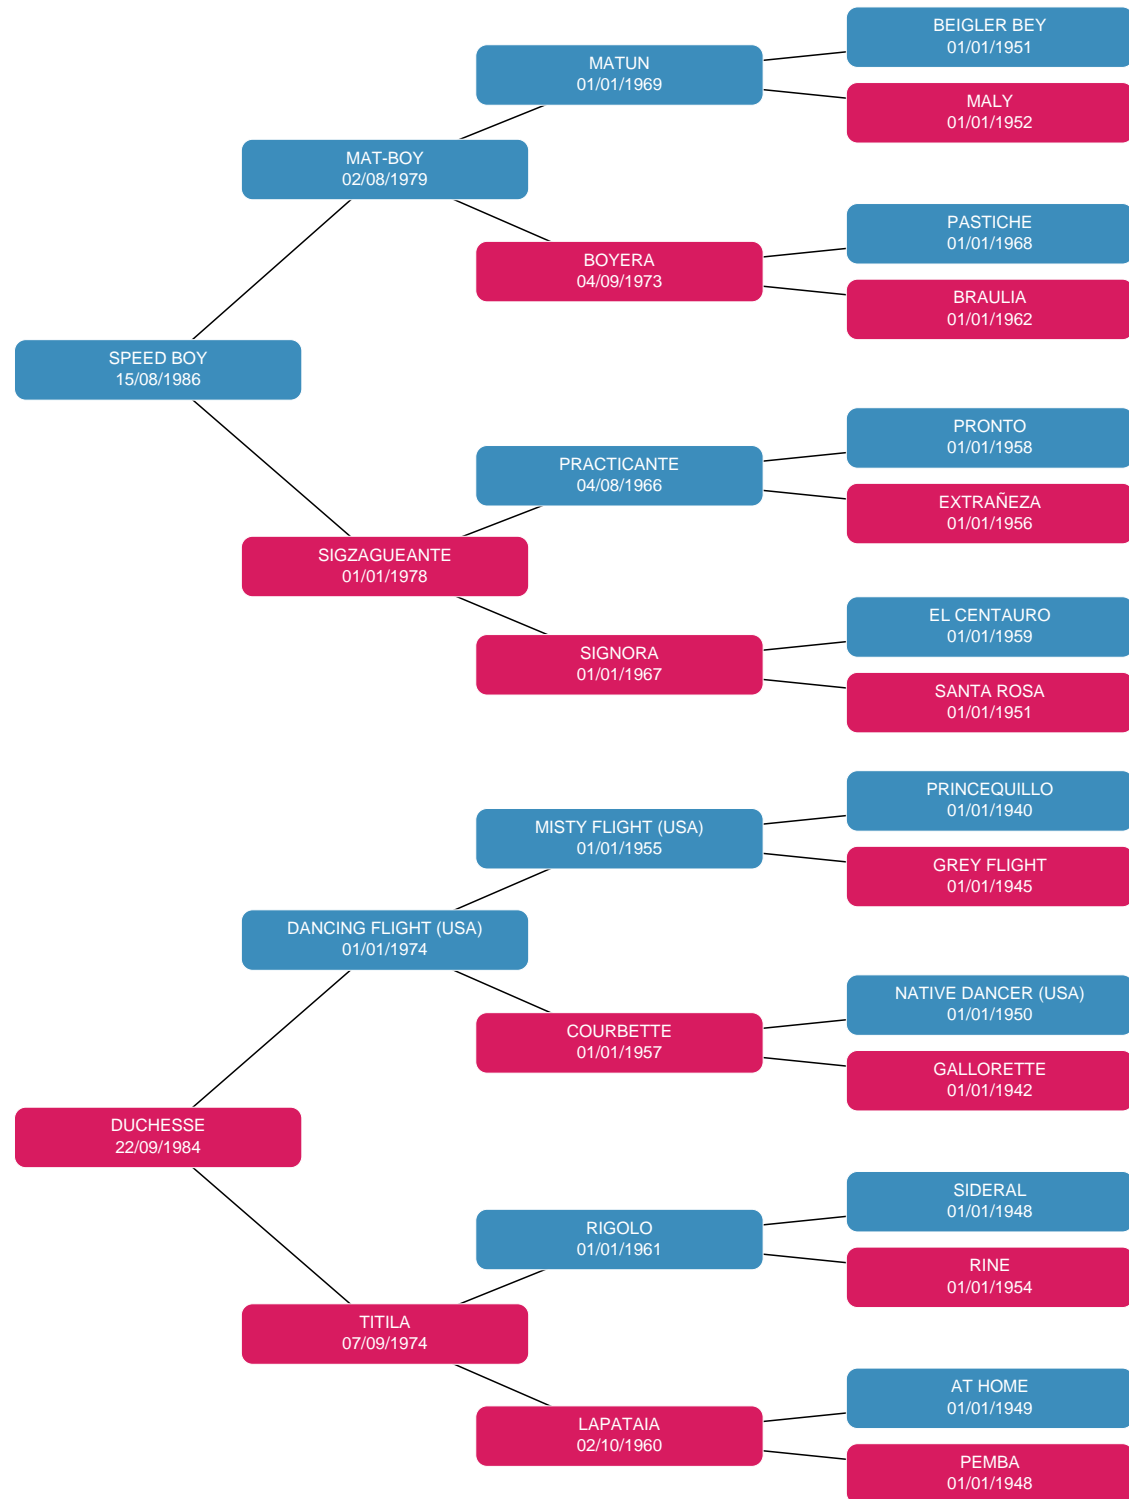 BEIGLER BEY
01/01/1951
MATUN
01/01/1969
MALY
01/01/1952
MAT-BOY
02/08/1979
PASTICHE
01/01/1968
BOYERA
04/09/1973
BRAULIA
01/01/1962
SPEED BOY
15/08/1986
PRONTO
01/01/1958
PRACTICANTE
04/08/1966
EXTRAÑEZA
01/01/1956
SIGZAGUEANTE
01/01/1978
EL CENTAURO
01/01/1959
SIGNORA
01/01/1967
SANTA ROSA
01/01/1951
PRINCEQUILLO
01/01/1940
MISTY FLIGHT (USA)
01/01/1955
GREY FLIGHT
01/01/1945
DANCING FLIGHT (USA)
01/01/1974
NATIVE DANCER (USA)
01/01/1950
COURBETTE
01/01/1957
GALLORETTE
01/01/1942
DUCHESSE
22/09/1984
SIDERAL
01/01/1948
RIGOLO
01/01/1961
RINE
01/01/1954
TITILA
07/09/1974
AT HOME
01/01/1949
LAPATAIA
02/10/1960
PEMBA
01/01/1948